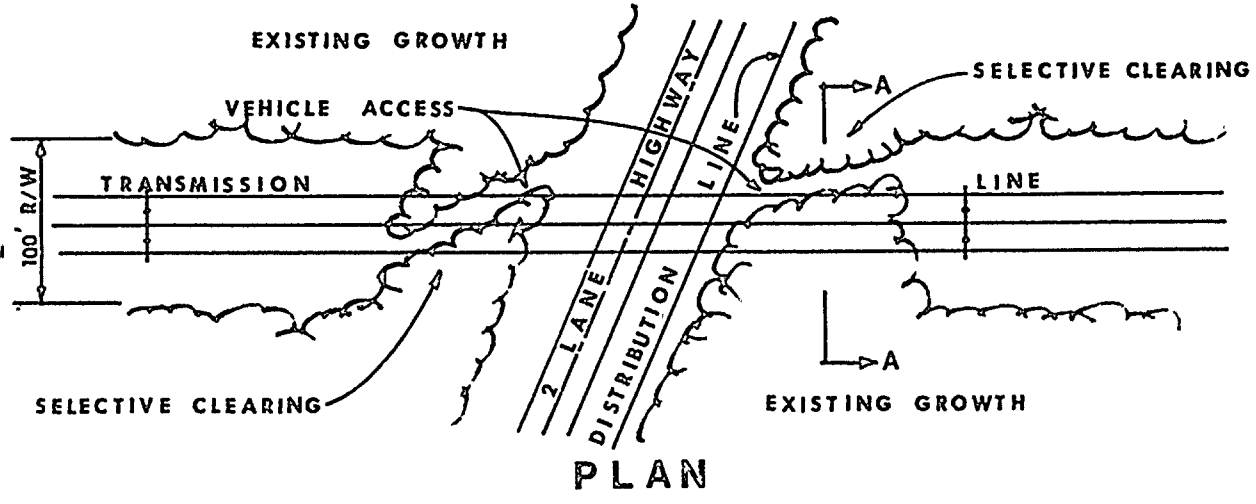 EXISTING GROWTH
SELECTIVE CLEARING
A
VEHICLE ACCESS
2 LANE HIGHWAY
DISTRIBUTION LINE
TRANSMISSION LINE
100' R/W
A
SELECTIVE CLEARING
EXISTING GROWTH
PLAN